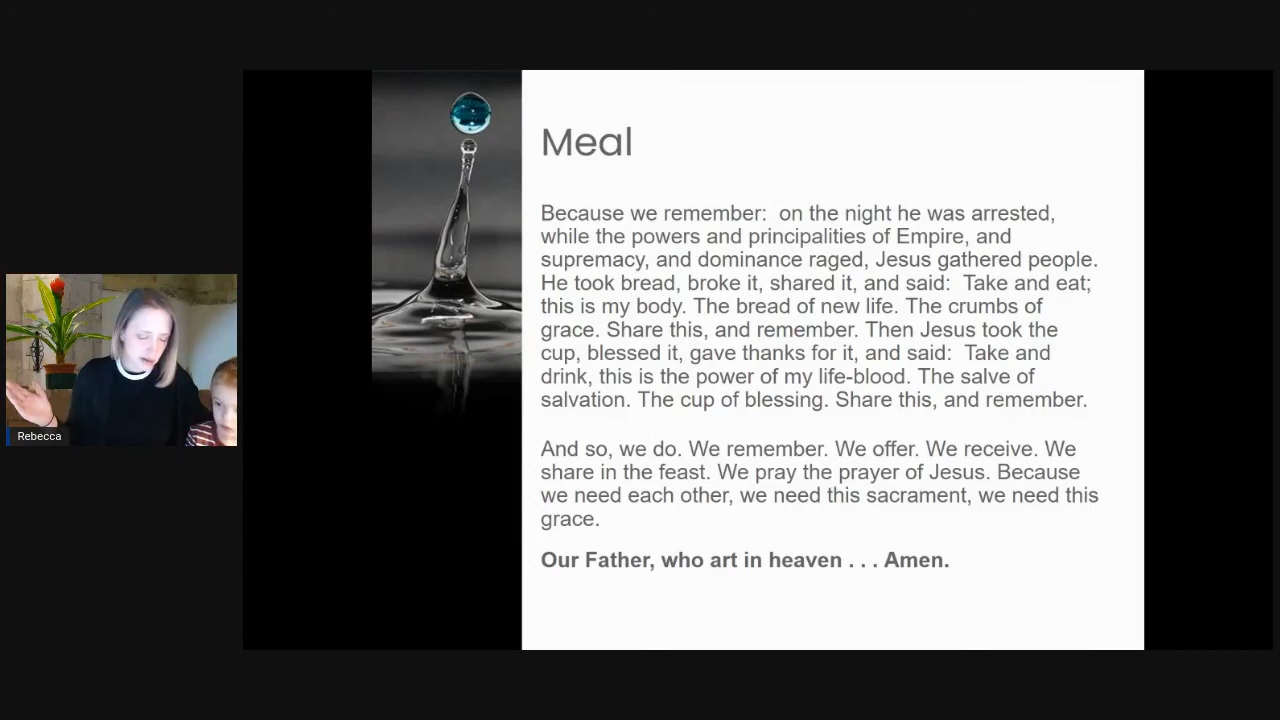 Meal
Because we remember:  on the night he was arrested,
while the powers and principalities of Empire, and
supremacy, and dominance raged, Jesus gathered people.
He took bread, broke it, shared it, and said:  Take and eat;
this is my body. The bread of new life. The crumbs of
grace. Share this, and remember. Then Jesus took the
cup, blessed it, gave thanks for it, and said:  Take and
drink, this is the power of my life-blood. The salve of
salvation. The cup of blessing. Share this, and remember.
And so, we do. We remember. We offer. We receive. We
share in the feast. We pray the prayer of Jesus. Because
we need each other, we need this sacrament, we need this
grace.
Our Father, who art in heaven . . . Amen.
Rebecca